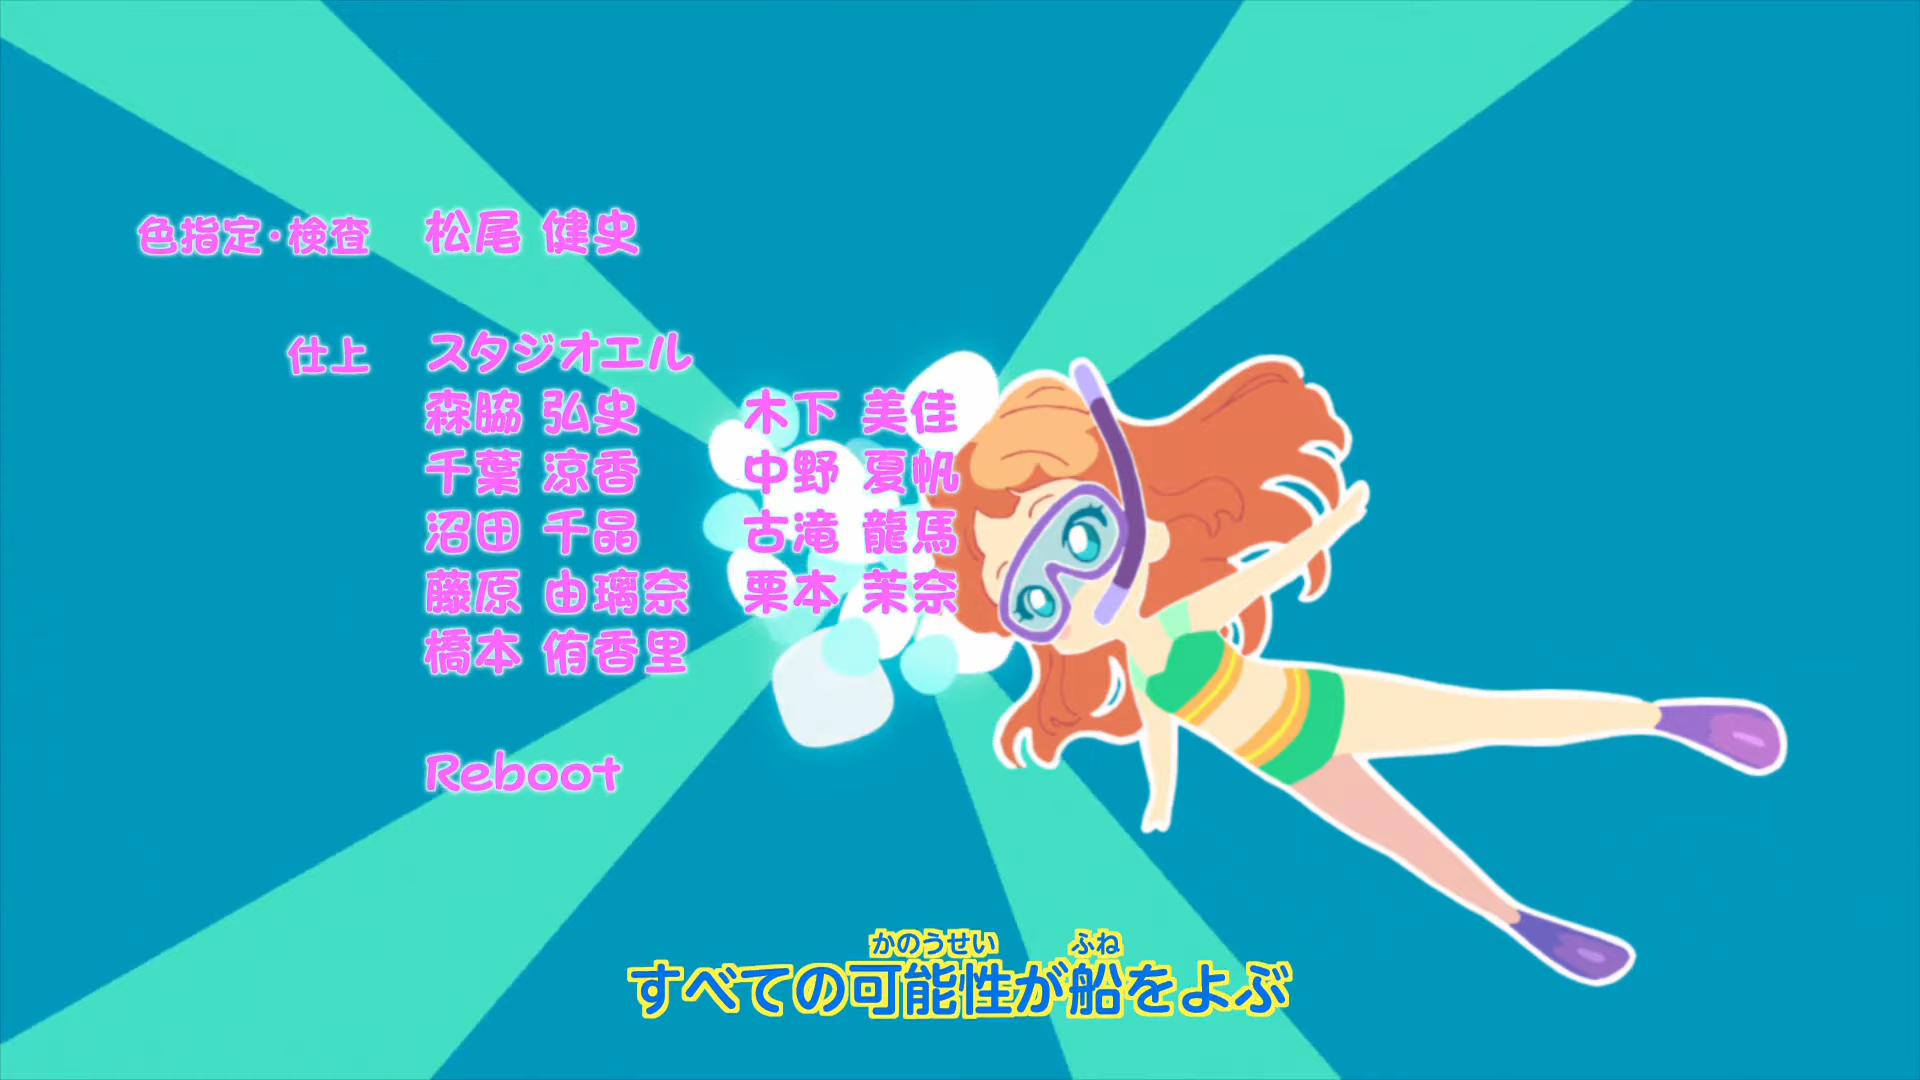 色指定・検査 松尾 健史
仕上 スタジオエル
森脇 弘史 木下 美佳
千葉 涼香 中野 夏帆
沼田 千晶 古滝 龍馬
藤原 由璃奈 栗本 茉奈
橋本 侑香里
Reboot
かのうせい ふね
すべての可能性が船をよぶ